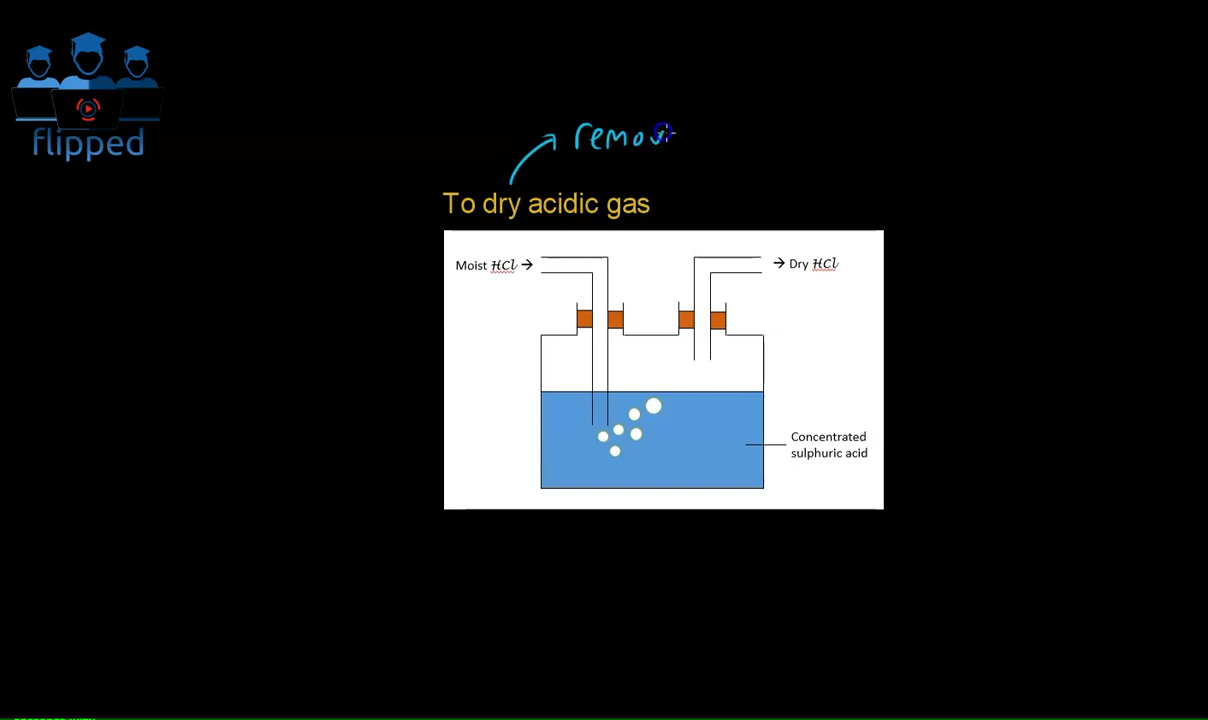 flipped
remov
To dry acidic gas
Moist HCl →
→ Dry HCl
Concentrated
sulphuric acid